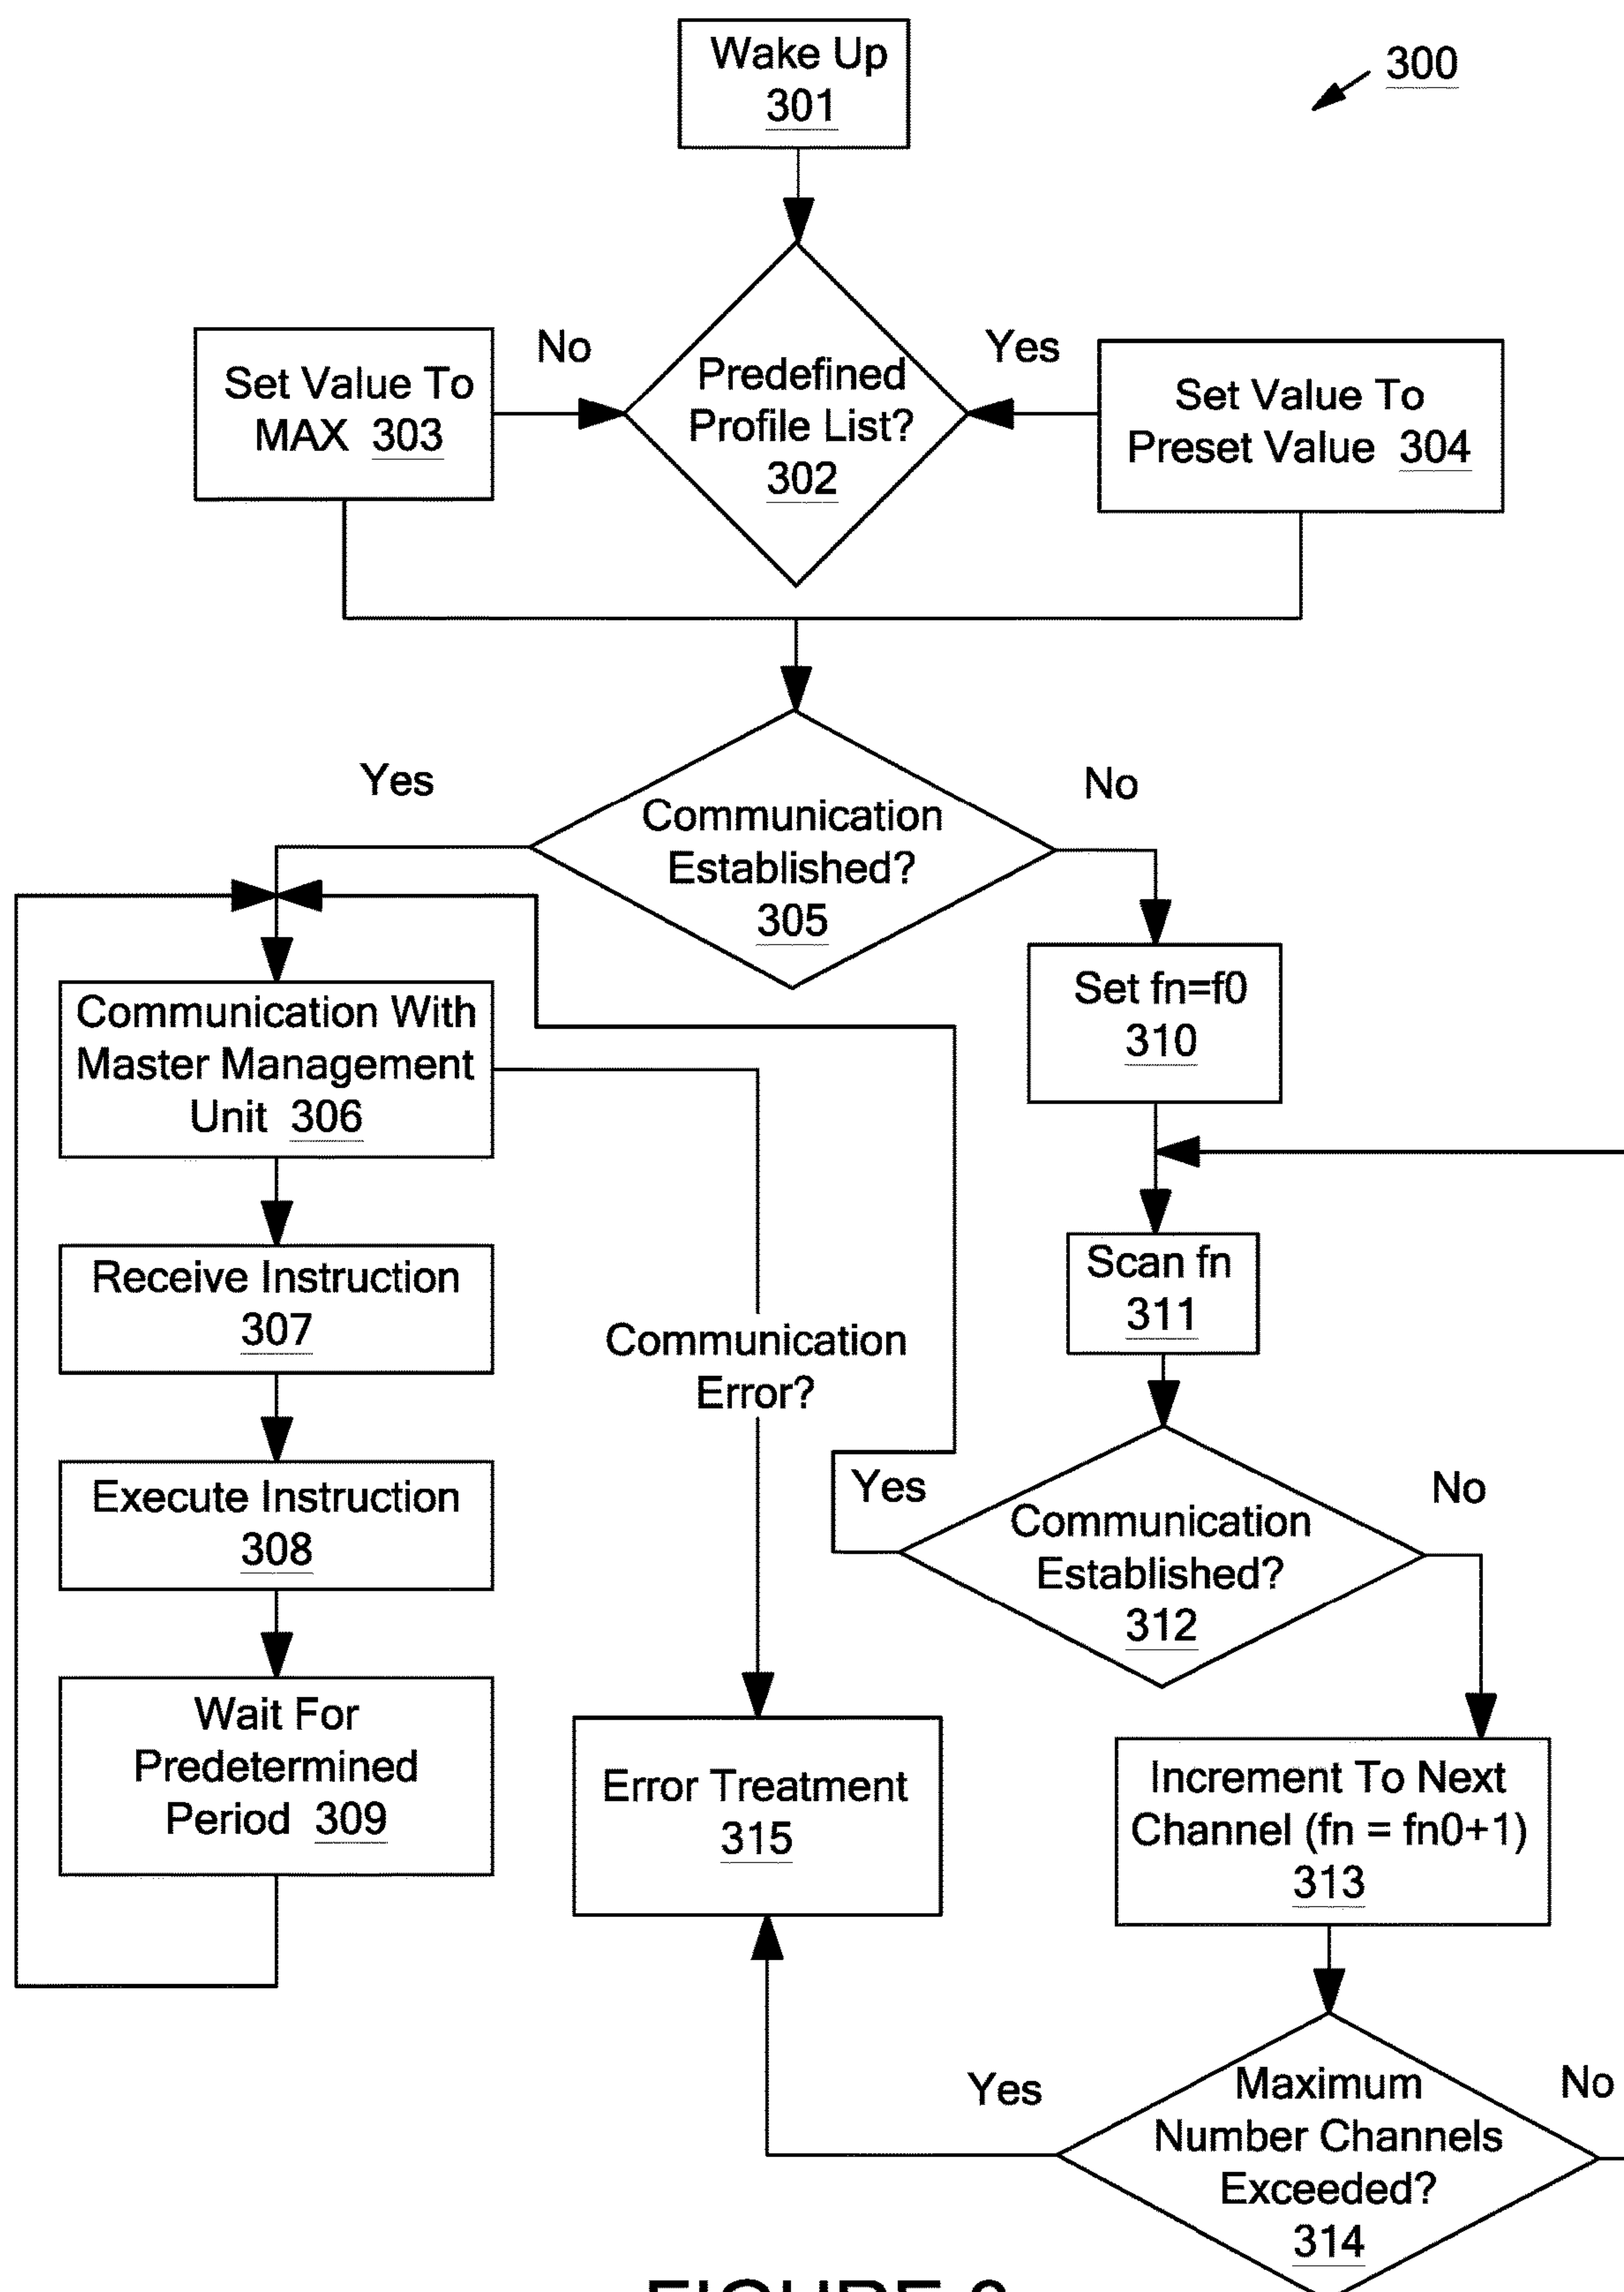 Wake Up
301
300
No
Yes
Set Value To
MAX 303
Predefined
Profile List?
302
Set Value To
Preset Value 304
Yes
No
Communication
Established?
305
Communication With
Master Management
Unit 306
Set fn=f0
310
Receive Instruction
307
Scan fn
311
Communication
Error?
Execute Instruction
308
Yes
No
Communication
Established?
312
Wait For
Predetermined
Period 309
Error Treatment
315
Increment To Next
Channel (fn = fn0+1)
313
Yes
No
Maximum
Number Channels
Exceeded?
314
FIGURE